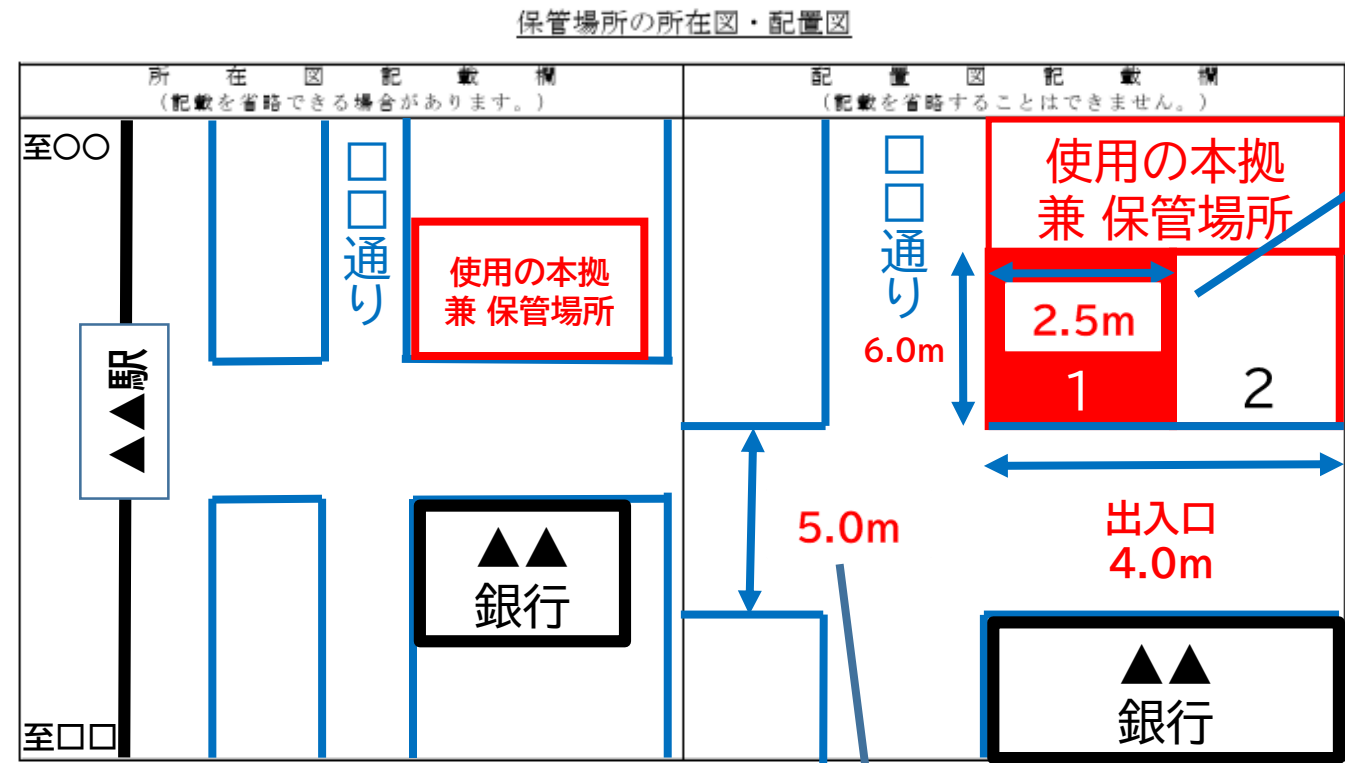 保管場所の所在図・配置図
所在図記載欄
（記載を省略できる場合があります。）
配置図記載欄
（記載を省略することはできません。）
至〇〇
▲▲駅
至□□
□□通り
使用の本拠
兼 保管場所
▲▲
銀行
□□通り
使用の本拠
兼 保管場所
2.5m
6.0m
1
2
5.0m
出入口
4.0m
▲▲
銀行